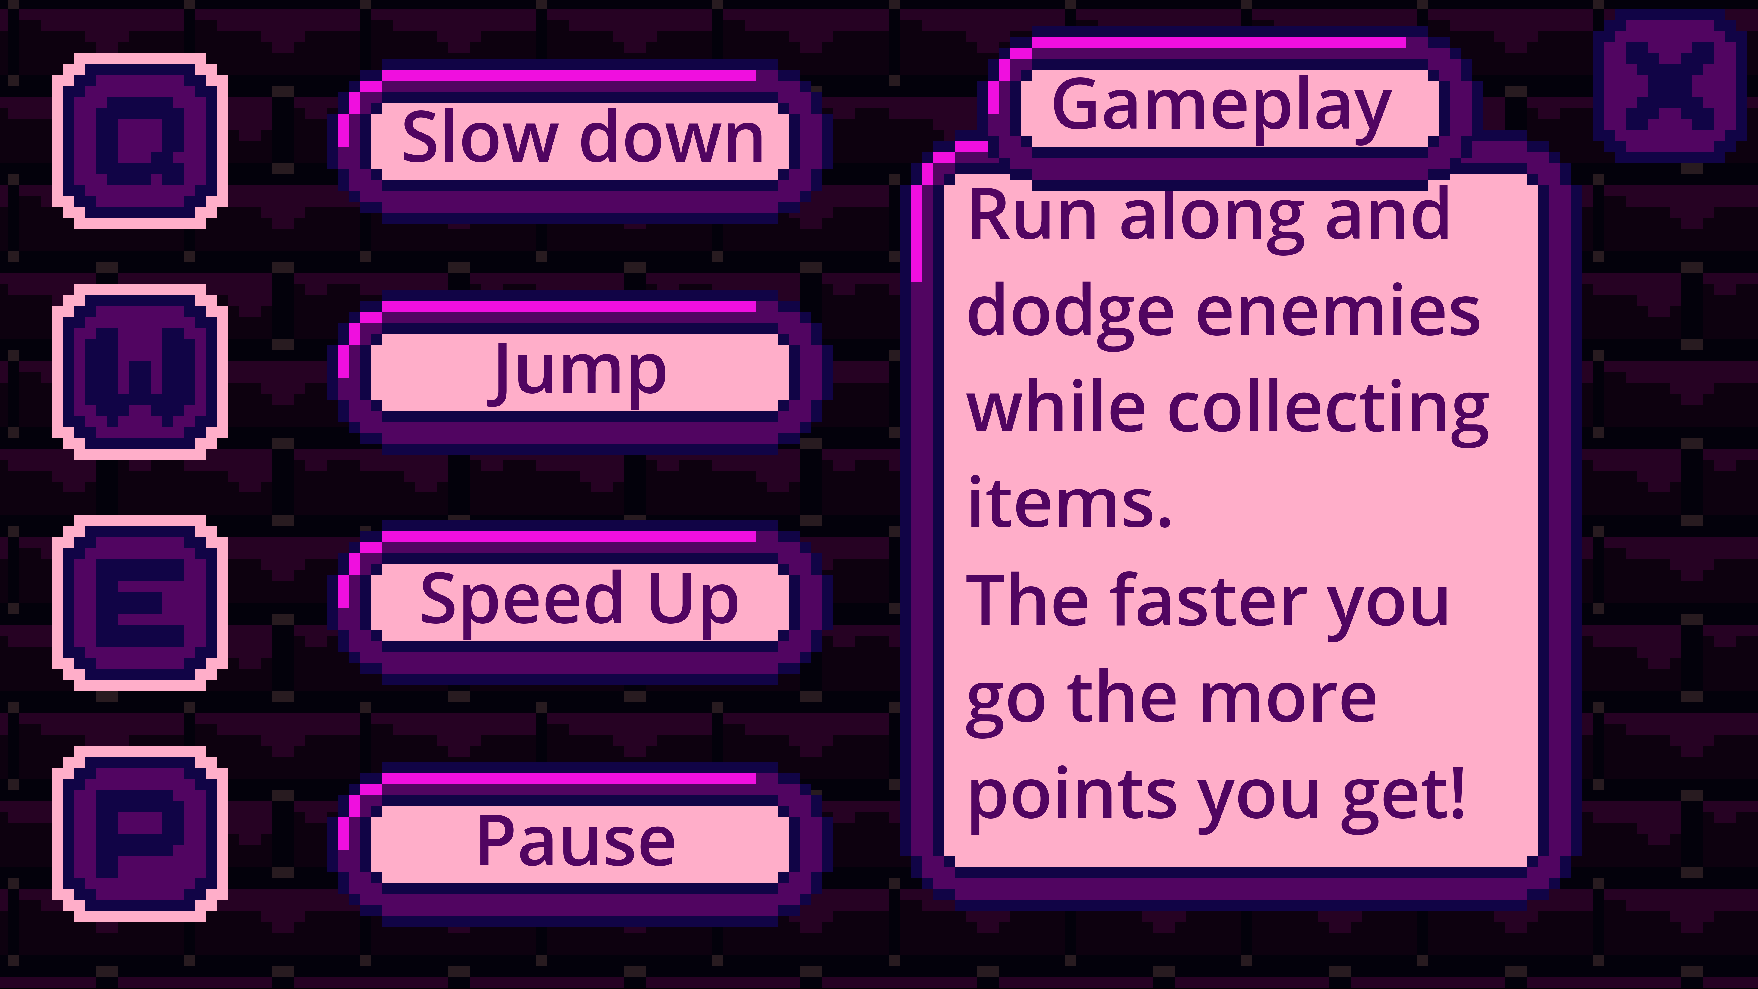 Q
Slow down
W
Jump
E
Speed Up
P
Pause
X
Gameplay
Run along and
dodge enemies
while collecting
items.
The faster you
go the more
points you get!